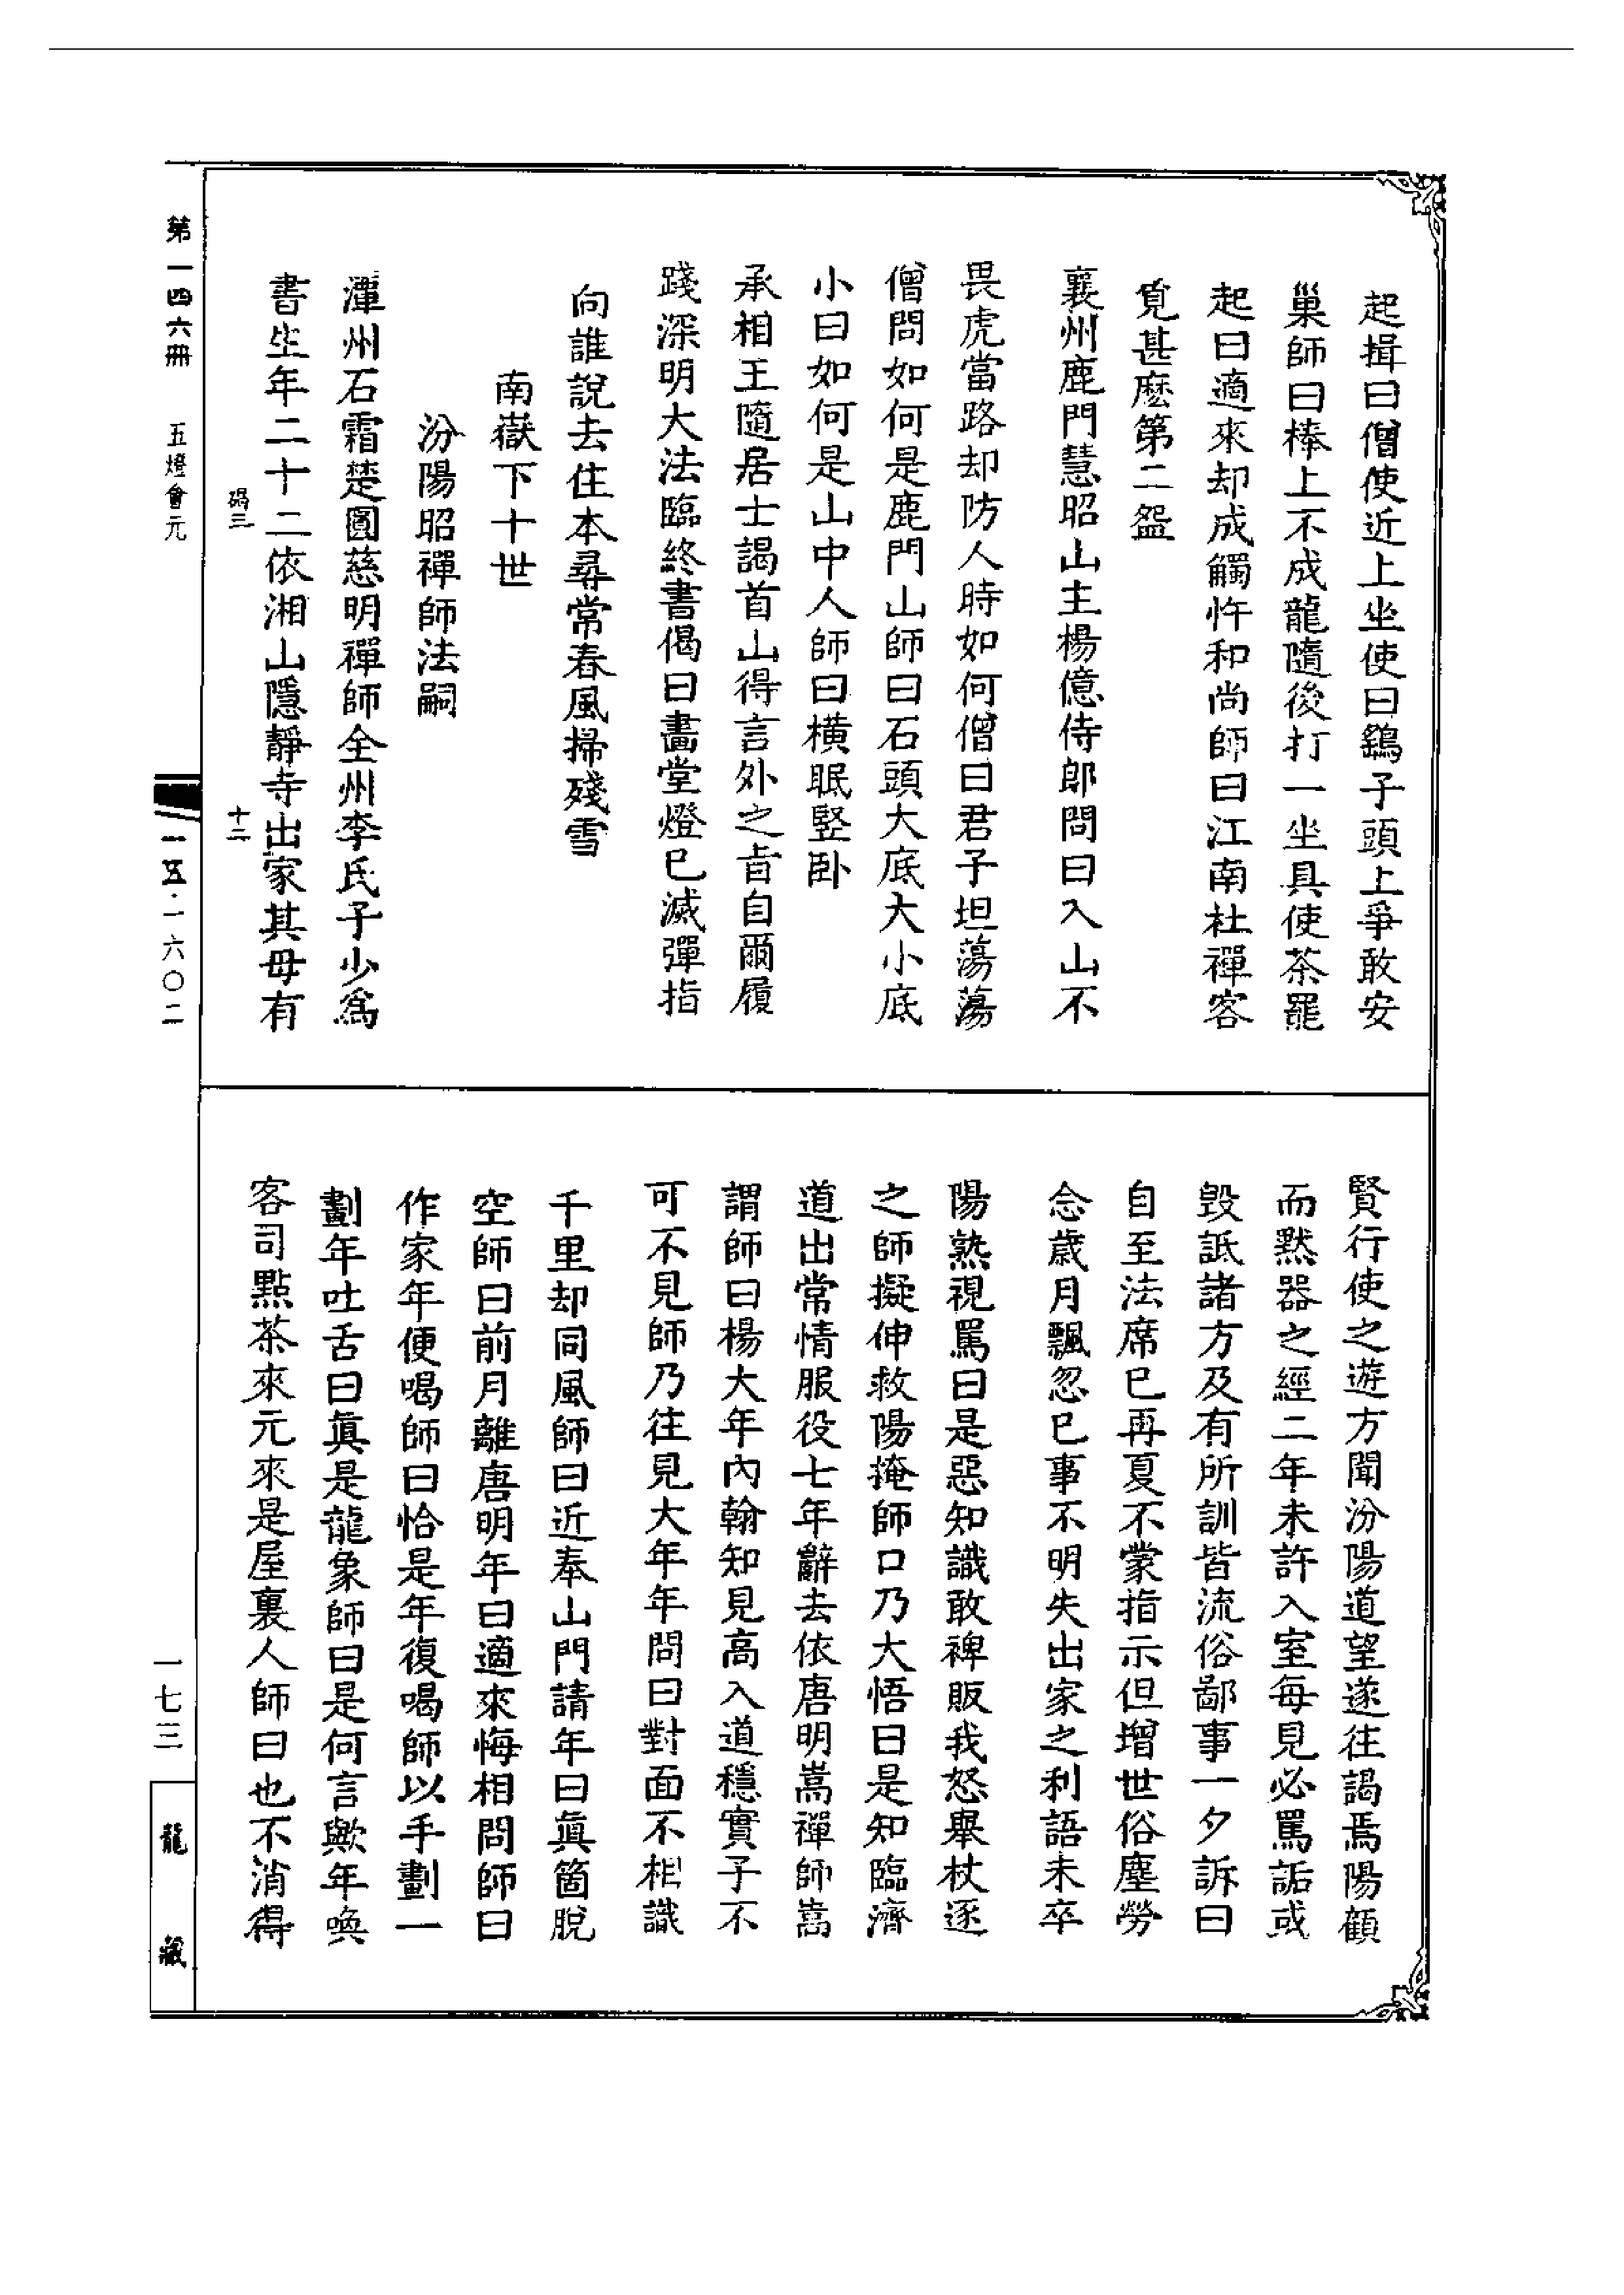 起揖曰僧使近上坐使曰鷂子頭上爭敢安
巢師曰棒上不成龍隨後打一坐具使茶罷
起曰適來却成觸忤和尚師曰江南杜禪客
覓甚麽第二盌
襄州鹿門慧昭山主楊億侍郎問曰入山不
畏虎當路却防人時如何僧曰君子坦蕩蕩
僧問如何是鹿門山師曰石頭大底大小底
小曰如何是山中人師曰橫眠竪卧
承相王隨居士謁首山得言外之旨自爾履
踐深明大法臨終書偈曰畵堂燈已滅彈指
向誰說去住本尋常春風掃殘雪
南嶽下十世
汾陽昭禪師法嗣
潭州石霜楚圓慈明禪師全州李氏子少爲
書生年二十二依湘山隱靜寺出家其母有
賢行使之遊方聞汾陽道望遂往謁焉陽顧
而黙器之經二年未許入室每見必罵詬或
毀詆諸方及有所訓皆流俗鄙事一夕訴曰
自至法席已再夏不蒙指示但增世俗塵勞
念歲月飄忽己事不明失出家之利語未卒
陽熟視罵曰是惡知識敢裨販我怒舉杖逐
之師擬伸救陽掩師口乃大悟曰是知臨濟
道出常情服役七年辭去依唐明嵩禪師嵩
謂師曰楊大年內翰知見高入道穩實子不
可不見師乃往見大年年問曰對面不相識
千里却同風師曰近奉山門請年曰眞箇脫
空師曰前月離唐明年曰適來悔相問師曰
作家年便喝師曰恰是年復喝師以手劃一
劃年吐舌曰眞是龍象師曰是何言歟年喚
客司點茶來元來是屋裏人師曰也不消得
第一四六冊
五燈會元
碣三
十二
一五·一六〇二
一七三
龍藏